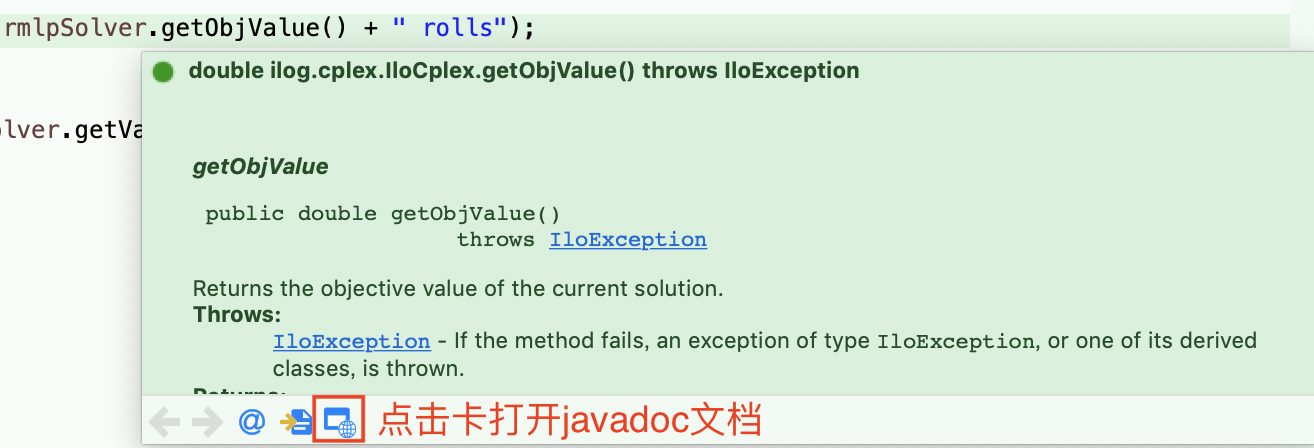 rmlpSolver.getObjValue() + " rolls");
double ilog.cplex.IloCplex.getObjValue() throws IloException
olver.getVa
getObjValue
public double getObjValue()
throws IloException
Returns the objective value of the current solution.
Throws:
IloException - If the method fails, an exception of type IloException, or one of its derived
classes, is thrown.
Returns:
@ 点击卡打开javadoc文档